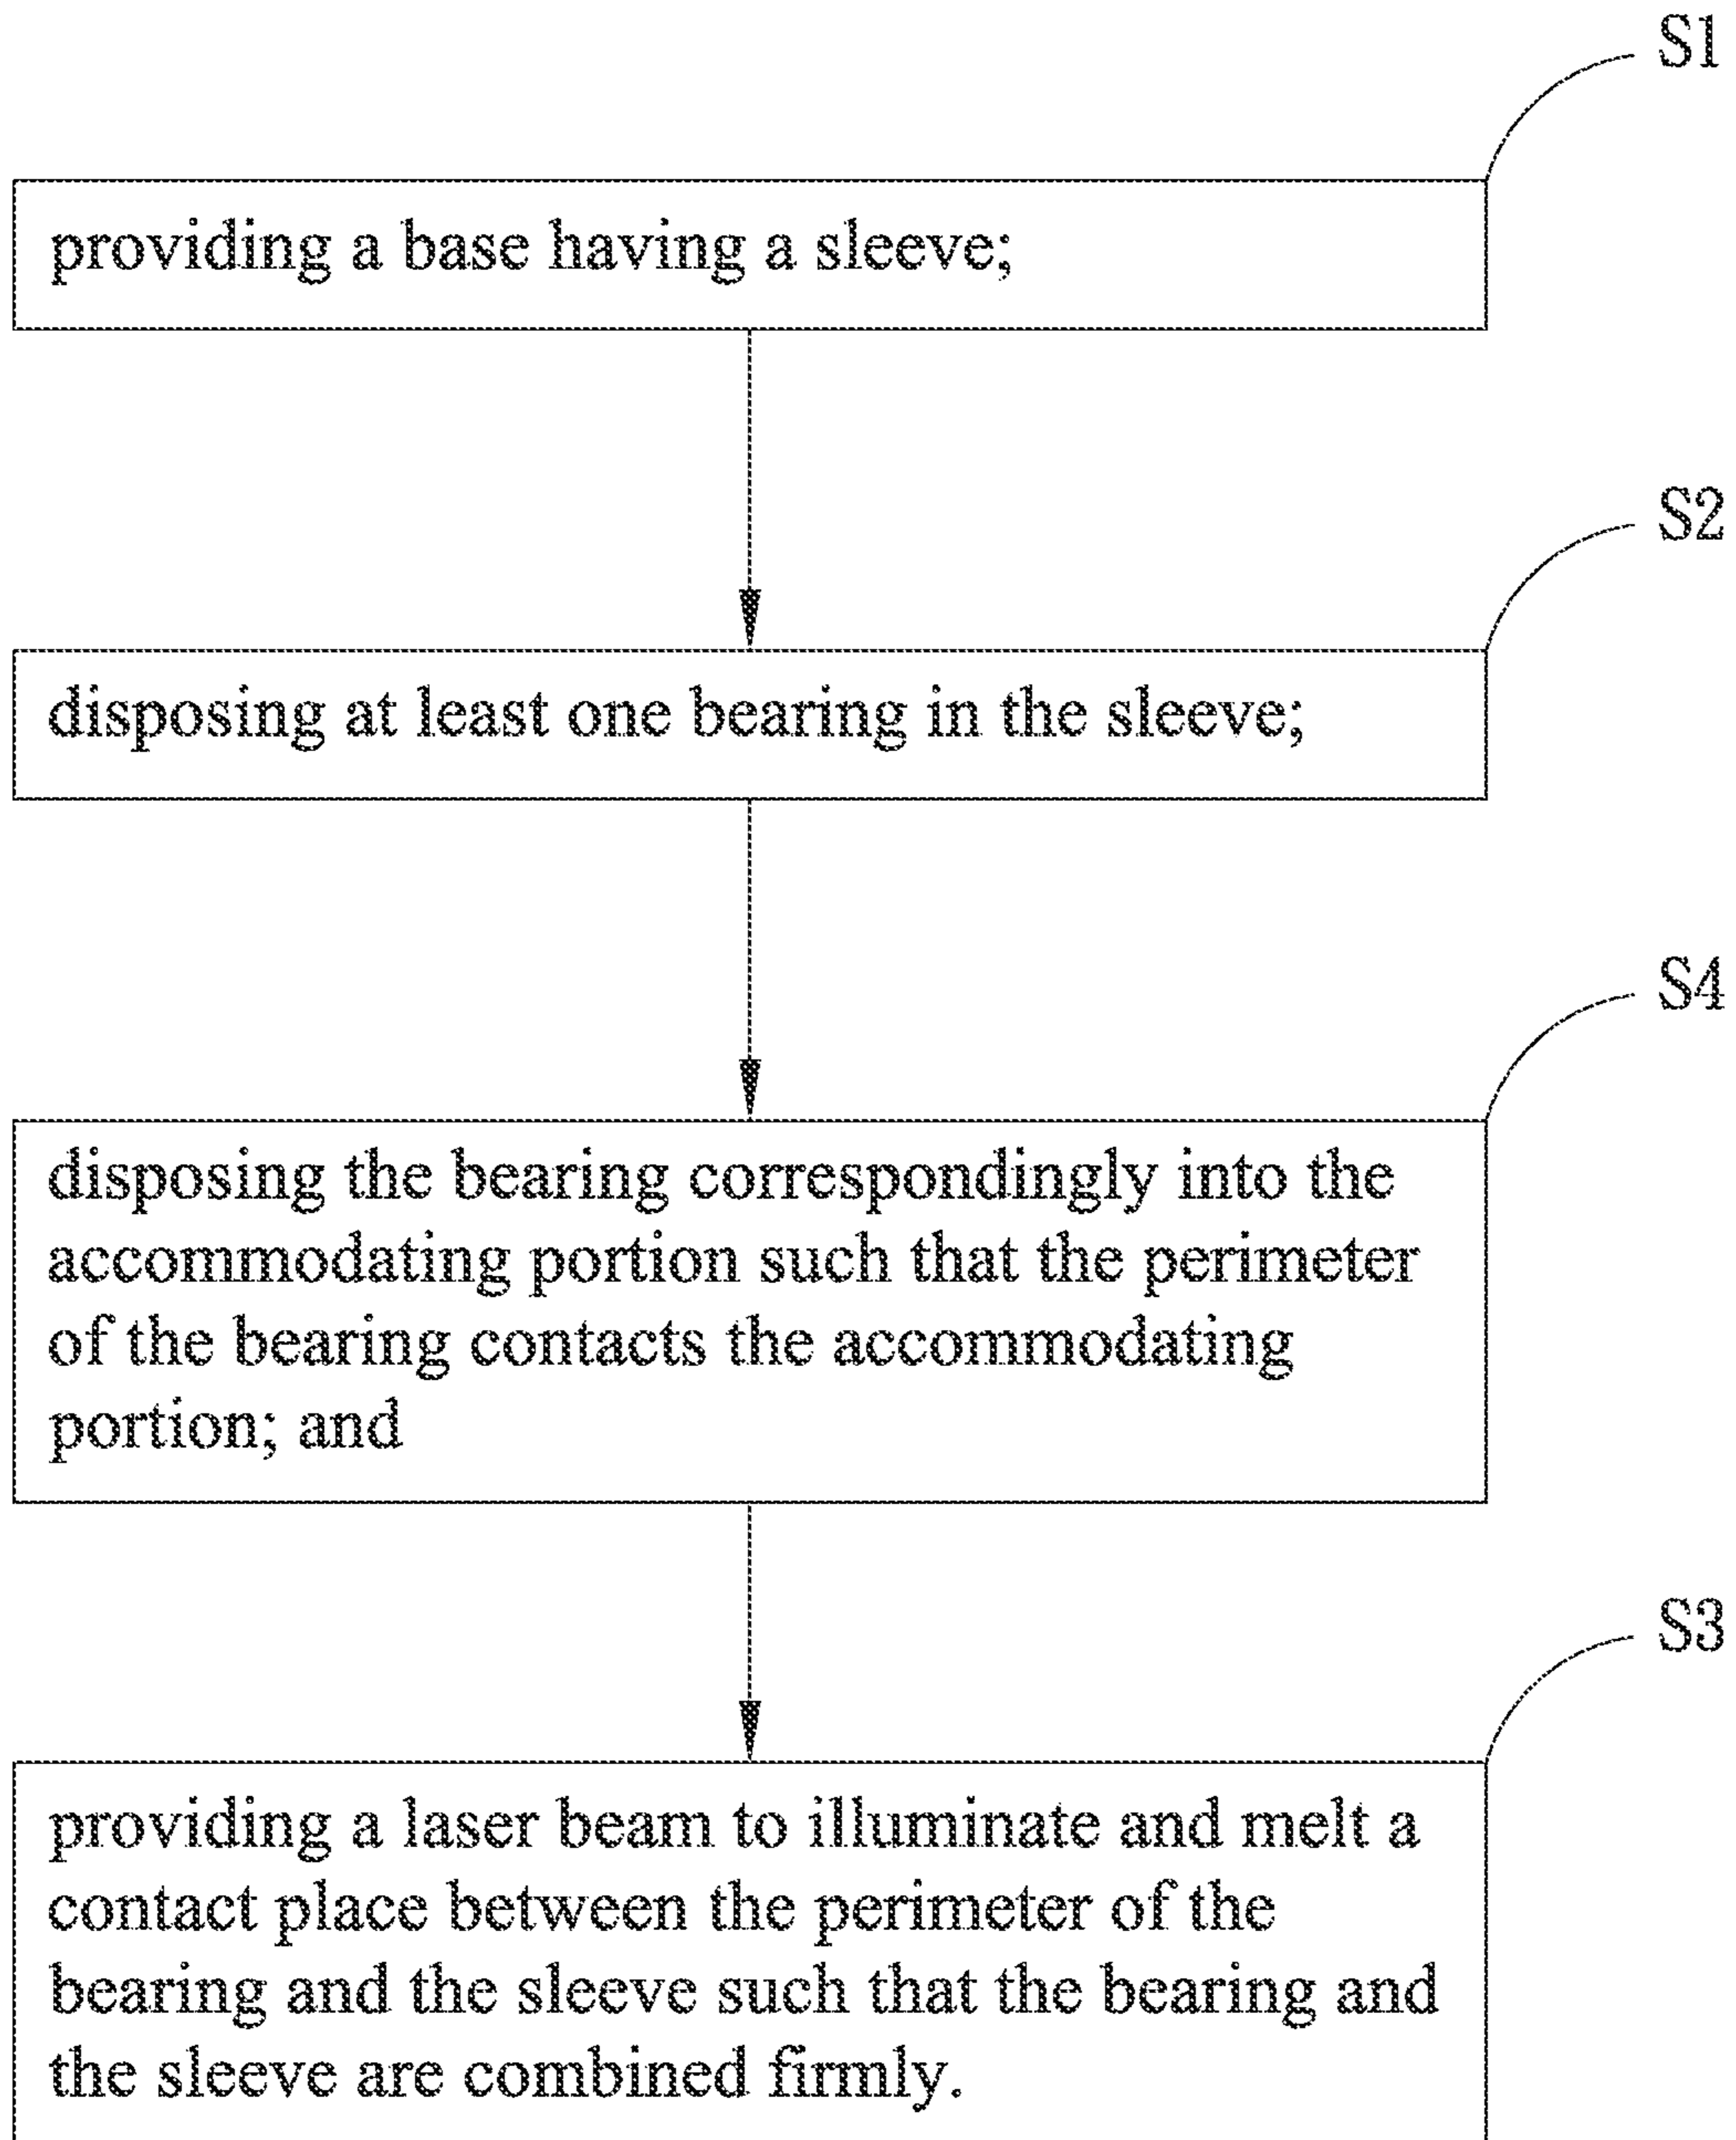 S1
providing a base having a sleeve;
S2
disposing at least one bearing in the sleeve;
S4
disposing the bearing correspondingly into the
accommodating portion such that the perimeter
of the bearing contacts the accommodating
portion; and
S3
providing a laser beam to illuminate and melt a
contact place between the perimeter of the
bearing and the sleeve such that the bearing and
the sleeve are combined firmly.